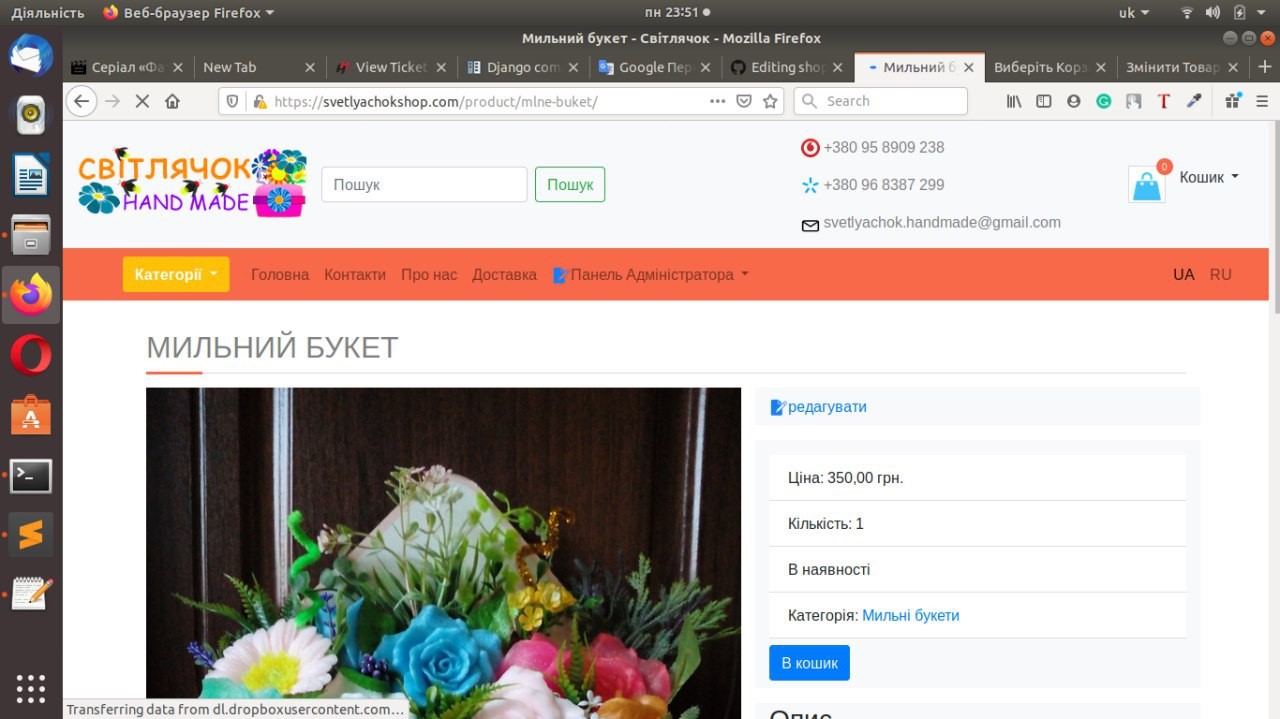 Діяльність
Веб-браузер Firefox
пн 23:51
uk
Мильний букет - Світлячок - Mozilla Firefox
Серіал «Фа
New Tab
View Ticket
Django com
Google Пер
Editing shop
Мильний б
Виберіть Корз
Змінити Товар
https://svetlyachokshop.com/product/mlne-buket/
Search
СВІТЛЯЧОК
HAND MADE
Пошук
Пошук
+380 95 8909 238
+380 96 8387 299
svetlyachok.handmade@gmail.com
0
Кошик
Категорії
Головна
Контакти
Про нас
Доставка
Панель Адміністратора
UA
RU
МИЛЬНИЙ БУКЕТ
редагувати
Ціна: 350,00 грн.
Кількість: 1
В наявності
Категорія: Мильні букети
В кошик
Опис
Transferring data from dl.dropboxusercontent.com…